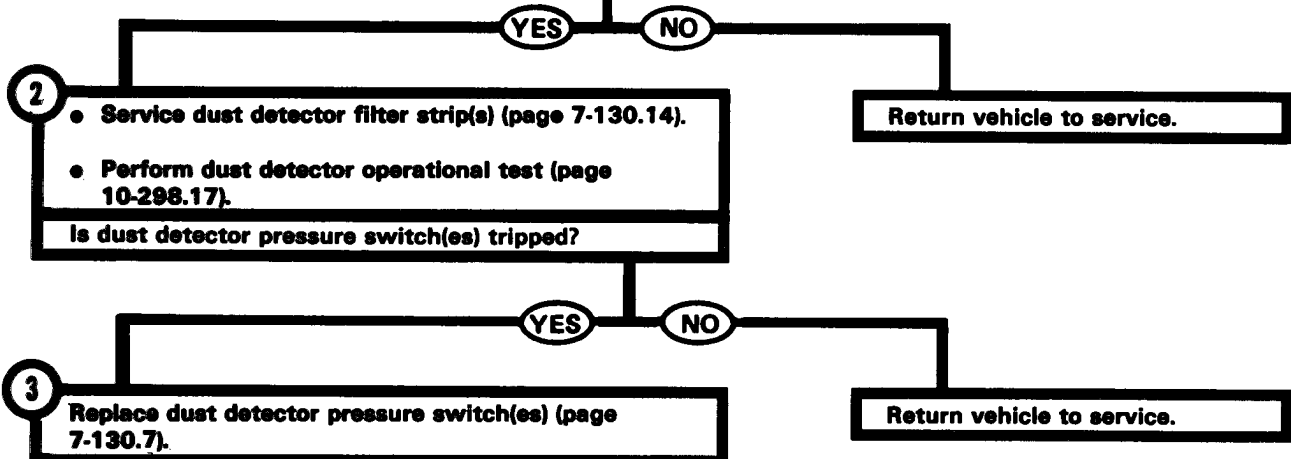 YES NO
2
• Service dust detector filter strip(s) (page 7-130.14).
• Perform dust detector operational test (page
10-298.17).
Is dust detector pressure switch(es) tripped?
Return vehicle to service.
YES NO
3
Replace dust detector pressure switch(es) (page
7-130.7).
Return vehicle to service.